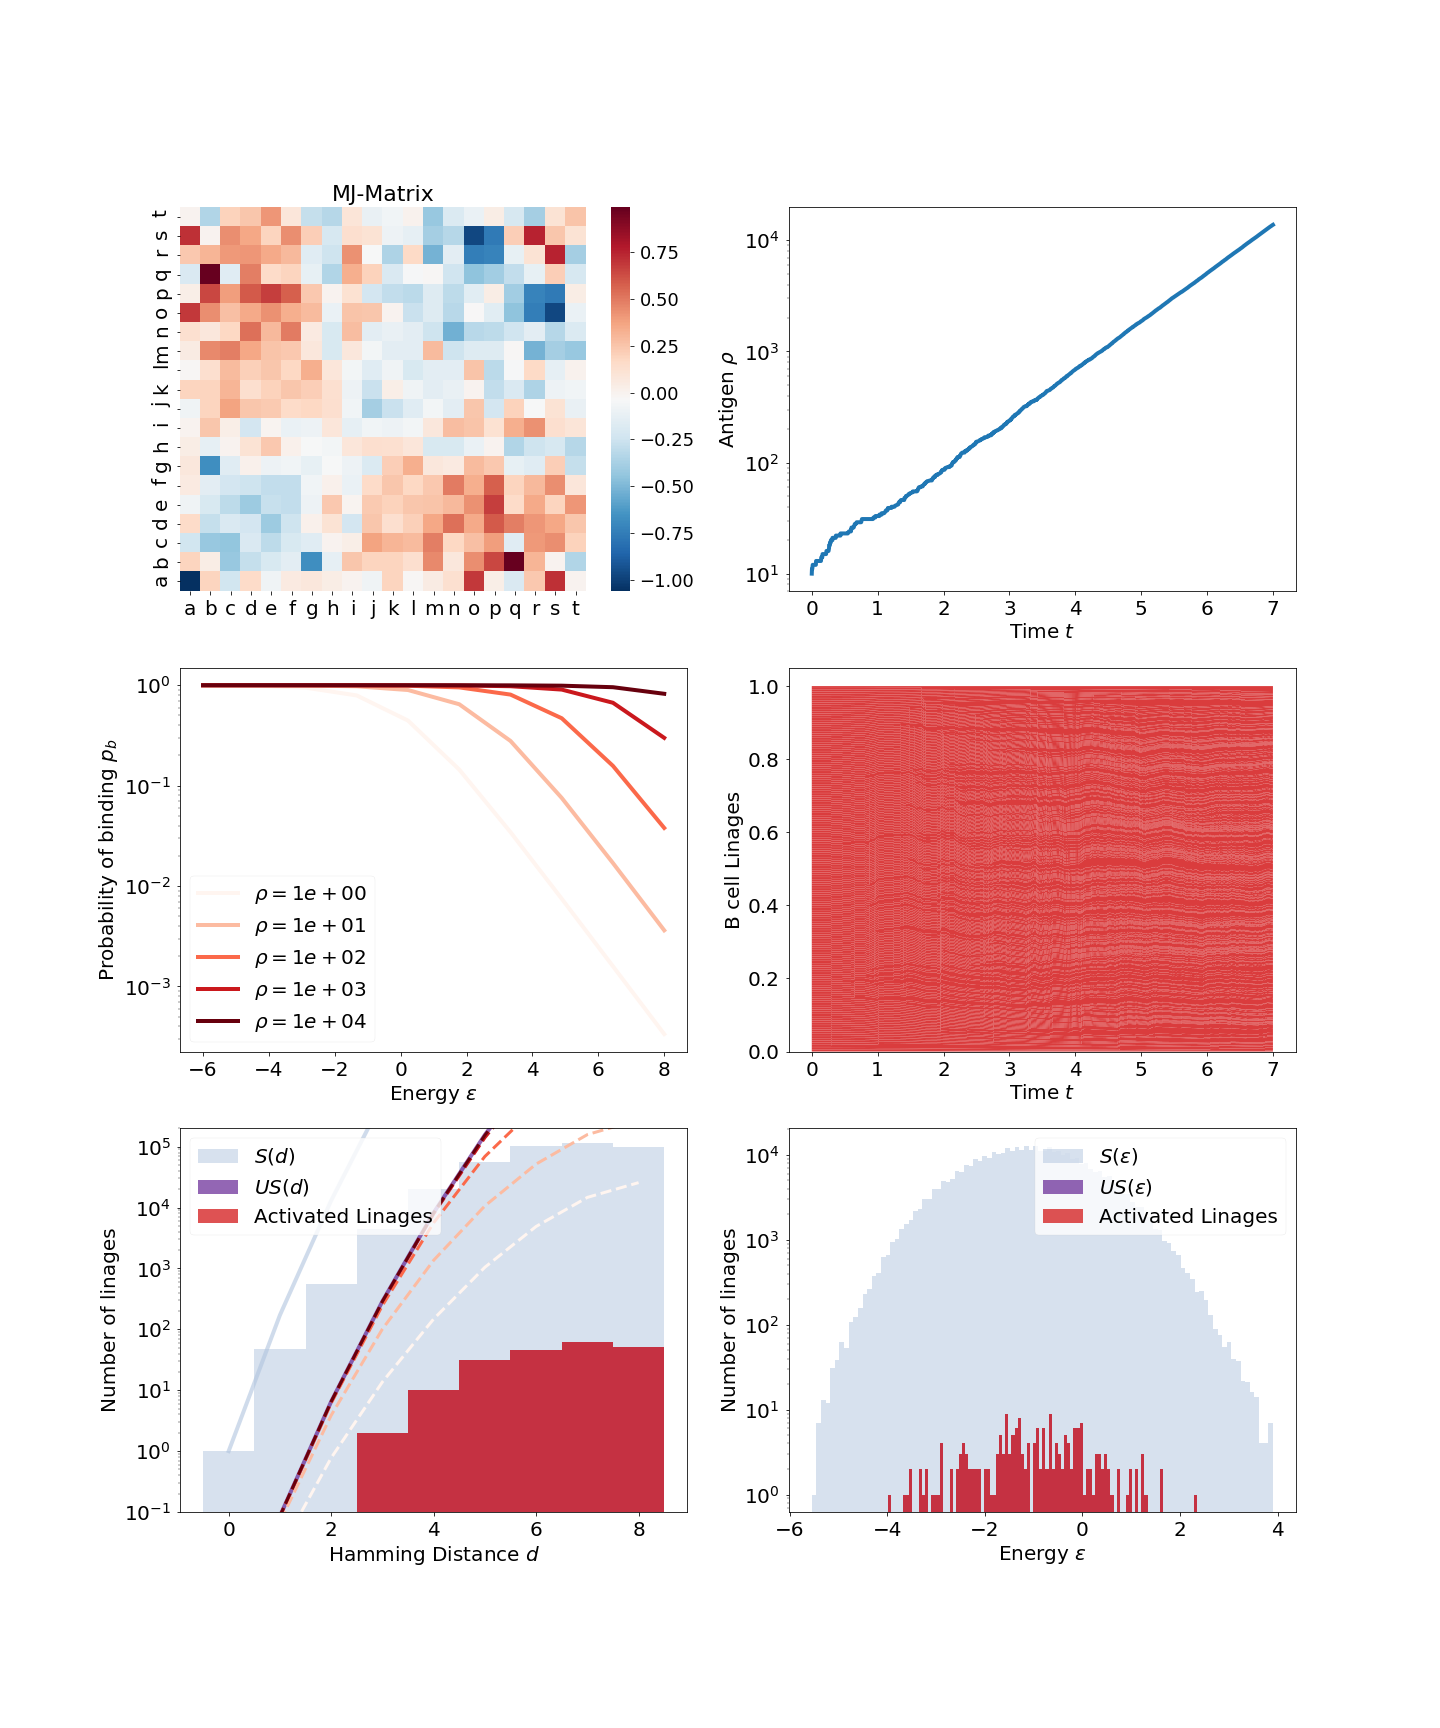 MJ-Matrix
t
s
r
q
p
o
n
m
l
k
j
i
h
g
f
e
d
c
b
a
a b c d e f g h i j k l m n o p q r s t
0.75
0.50
0.25
0.00
−0.25
−0.50
−0.75
−1.00
Antigen ρ
10⁴
10³
10²
10¹
0 1 2 3 4 5 6 7
Time t
Probability of binding p_b
10⁰
10⁻¹
10⁻²
10⁻³
ρ = 1e + 00
ρ = 1e + 01
ρ = 1e + 02
ρ = 1e + 03
ρ = 1e + 04
−6 −4 −2 0 2 4 6 8
Energy ε
B cell Linages
1.0
0.8
0.6
0.4
0.2
0.0
0 1 2 3 4 5 6 7
Time t
Number of linages
10⁵
10⁴
10³
10²
10¹
10⁰
10⁻¹
S(d)
US(d)
Activated Linages
0 2 4 6 8
Hamming Distance d
Number of linages
10⁴
10³
10²
10¹
10⁰
S(ε)
US(ε)
Activated Linages
−6 −4 −2 0 2 4
Energy ε